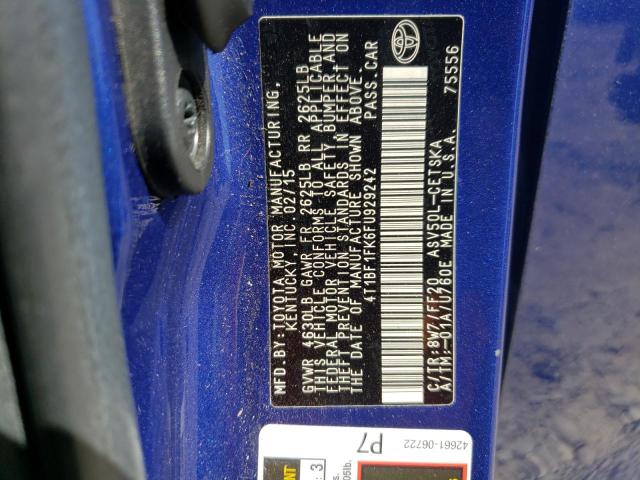 MFD.BY-TOYOTA MOTOR MANUFACTURING,
KENTUCKY, INC. 02/15
GVWR 4630LB GAWR FR 2625LB RR 2625LB
THIS VEHICLE CONFORMS TO ALL APPLICABLE
FEDERAL MOTOR VEHICLE SAFETY, BUMPER, AND
THEFT PREVENTION STANDARDS IN EFFECT ON
THE DATE OF MANUFACTURE SHOWN ABOVE.
4T1BF1FK6FU929242 PASS.CAR
C/TR:8W7/FF20 ASV50L-CETSKA
A/TM:-01A/U760E MADE IN U.S.A. 75556
P7
42661-06722
3